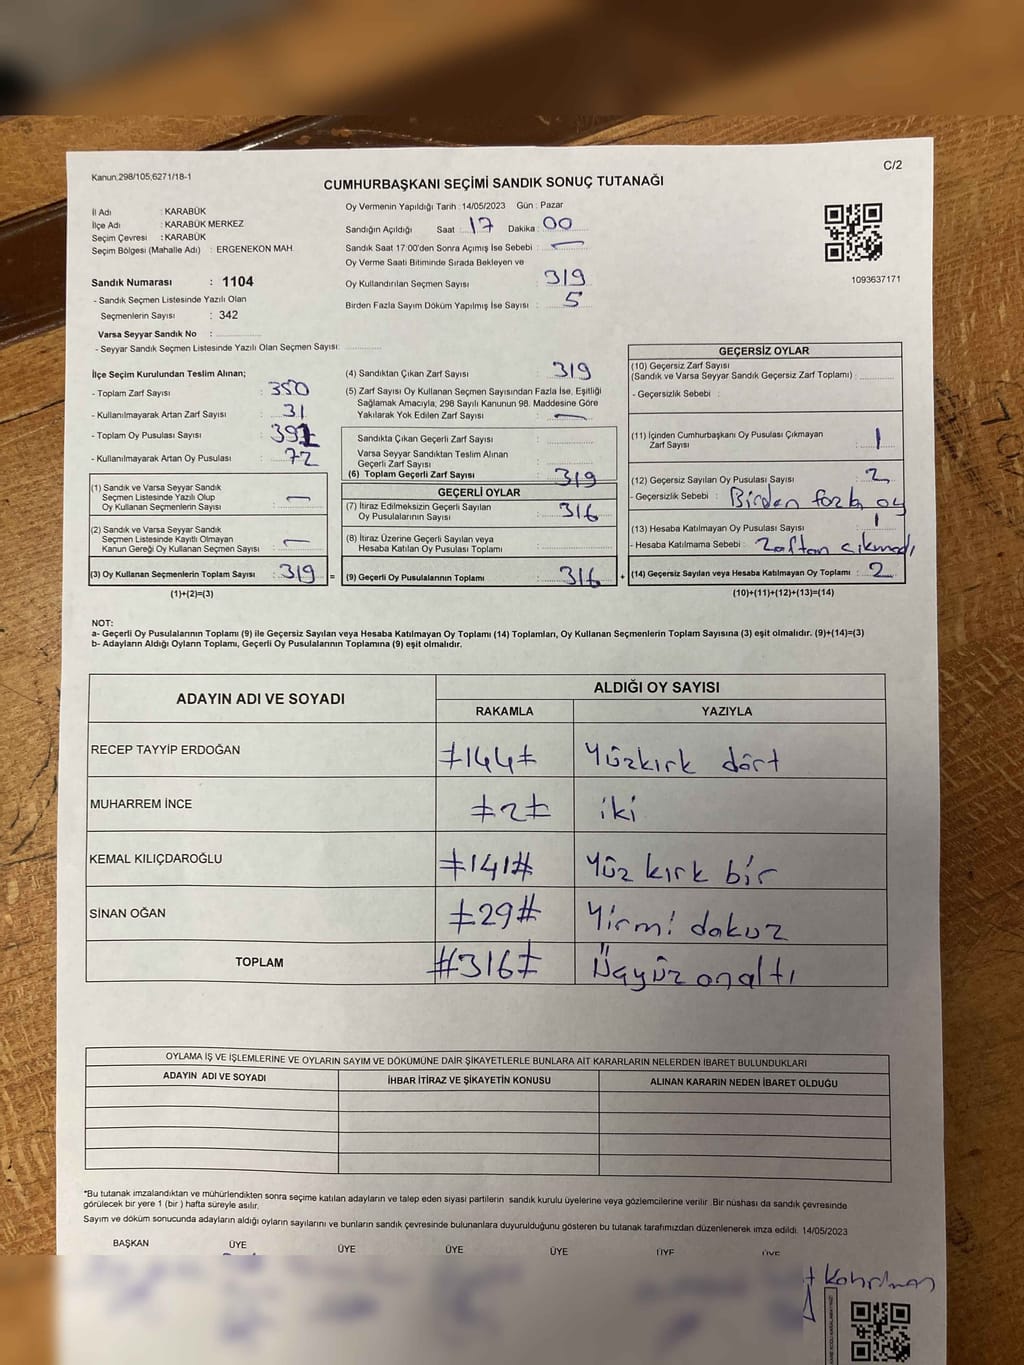 C/2
Kanun.298/105,6271/18-1
CUMHURBAŞKANI SEÇİMİ SANDIK SONUÇ TUTANAĞI
İl Adı : KARABÜK
İlçe Adı : KARABÜK MERKEZ
Seçim Çevresi : KARABÜK
Seçim Bölgesi (Mahalle Adı) : ERGENEKON MAH.
Sandık Numarası : 1104
- Sandık Seçmen Listesinde Yazılı Olan
Seçmenlerin Sayısı : 342
Varsa Seyyar Sandık No :
- Seyyar Sandık Seçmen Listesinde Yazılı Olan Seçmen Sayısı:
Oy Vermenin Yapıldığı Tarih : 14/05/2023 Gün : Pazar
Sandığın Açıldığı Saat : 17 Dakika : 00
Sandık Saat 17:00'den Sonra Açımış İse Sebebi : —
Oy Verme Saati Bitiminde Sırada Bekleyen ve
Oy Kullandırılan Seçmen Sayısı : 319
Birden Fazla Sayım Döküm Yapılmış İse Sayısı : 5
1093637171
İlçe Seçim Kurulundan Teslim Alınan;
- Toplam Zarf Sayısı : 350
- Kullanılmayarak Artan Zarf Sayısı : 31
- Toplam Oy Pusulası Sayısı :
- Kullanılmayarak Artan Oy Pusulası : 72
(1) Sandık ve Varsa Seyyar Sandık
Seçmen Listesinde Yazılı Olup
Oy Kullanan Seçmenlerin Sayısı : —
(2) Sandık ve Varsa Seyyar Sandık
Seçmen Listesinde Kayıtlı Olmayan
Kanun Gereği Oy Kullanan Seçmen Sayısı : —
(3) Oy Kullanan Seçmenlerin Toplam Sayısı : 319 =
(1)+(2)=(3)
(4) Sandıktan Çıkan Zarf Sayısı : 319
(5) Zarf Sayısı Oy Kullanan Seçmen Sayısından Fazla İse, Eşitliği
Sağlamak Amacıyla, 298 Sayılı Kanunun 98. Maddesine Göre
Yakılarak Yok Edilen Zarf Sayısı : —
Sandıkta Çıkan Geçerli Zarf Sayısı :
Varsa Seyyar Sandıktan Teslim Alınan
Geçerli Zarf Sayısı :
(6) Toplam Geçerli Zarf Sayısı : 319
GEÇERLİ OYLAR
(7) İtiraz Edilmeksizin Geçerli Sayılan
Oy Pusulalarının Sayısı : 316
(8) İtiraz Üzerine Geçerli Sayılan veya
Hesaba Katılan Oy Pusulası Toplamı :
(9) Geçerli Oy Pusulalarının Toplamı : 316 +
GEÇERSİZ OYLAR
(10) Geçersiz Zarf Sayısı
(Sandık ve Varsa Seyyar Sandık Geçersiz Zarf Toplamı) :
- Geçersizlik Sebebi :
(11) İçinden Cumhurbaşkanı Oy Pusulası Çıkmayan
Zarf Sayısı : 1
(12) Geçersiz Sayılan Oy Pusulası Sayısı : 2
- Geçersizlik Sebebi : Birden fazla oy
(13) Hesaba Katılmayan Oy Pusulası Sayısı : 1
- Hesaba Katılmama Sebebi : Zaftan çıkmadı
(14) Geçersiz Sayılan veya Hesaba Katılmayan Oy Toplamı : 2
(10)+(11)+(12)+(13)=(14)
NOT:
a- Geçerli Oy Pusulalarının Toplamı (9) ile Geçersiz Sayılan veya Hesaba Katılmayan Oy Toplamı (14) Toplamları, Oy Kullanan Seçmenlerin Toplam Sayısına (3) eşit olmalıdır. (9)+(14)=(3)
b- Adayların Aldığı Oyların Toplamı, Geçerli Oy Pusulalarının Toplamına (9) eşit olmalıdır.
ADAYIN ADI VE SOYADI ALDIĞI OY SAYISI
RAKAMLA YAZIYLA
RECEP TAYYİP ERDOĞAN ≠144≠ Yüzkırk dört
MUHARREM İNCE ≠2≠ iki
KEMAL KILIÇDAROĞLU ≠141# Yüz kırk bir
SİNAN OĞAN ≠29# Yirmi dokuz
TOPLAM #316≠ Üçyüz onaltı
OYLAMA İŞ VE İŞLEMLERİNE VE OYLARIN SAYIM VE DÖKÜMÜNE DAİR ŞİKAYETLERLE BUNLARA AİT KARARLARIN NELERDEN İBARET BULUNDUKLARI
ADAYIN ADI VE SOYADI İHBAR İTİRAZ VE ŞİKAYETİN KONUSU ALINAN KARARIN NEDEN İBARET OLDUĞU
*Bu tutanak imzalandıktan ve mühürlendikten sonra seçime katılan adayların ve talep eden siyasi partilerin sandık kurulu üyelerine veya gözlemcilerine verilir. Bir nüshası da sandık çevresinde
görülecek bir yere 1 (bir) hafta süreyle asılır.
Sayım ve döküm sonucunda adayların aldığı oyların sayılarını ve bunların sandık çevresinde bulunanlara duyurulduğunu gösteren bu tutanak tarafımızdan düzenlenerek imza edildi. 14/05/2023
BAŞKAN ÜYE ÜYE ÜYE ÜYE ÜYE ÜYE